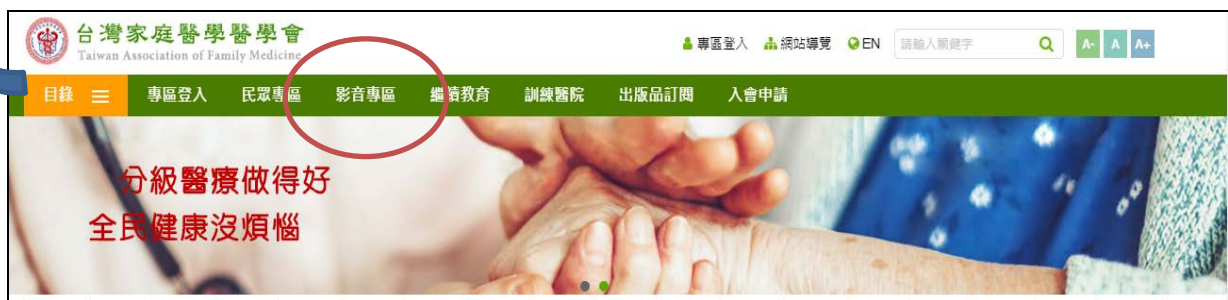 台灣家庭醫學醫學會
Taiwan Association of Family Medicine
專區登入 網站導覽 EN 請輸入關鍵字 A- A A+
目錄 專區登入 民眾專區 影音專區 繼續教育 訓練醫院 出版品訂閱 入會申請
分級醫療做得好
全民健康沒煩惱